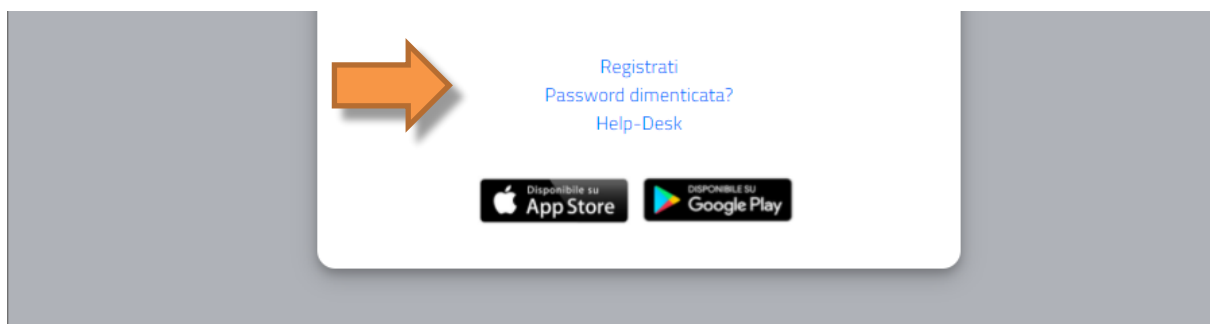 Registrati
Password dimenticata?
Help-Desk
Disponibile su
App Store
DISPONIBILE SU
Google Play